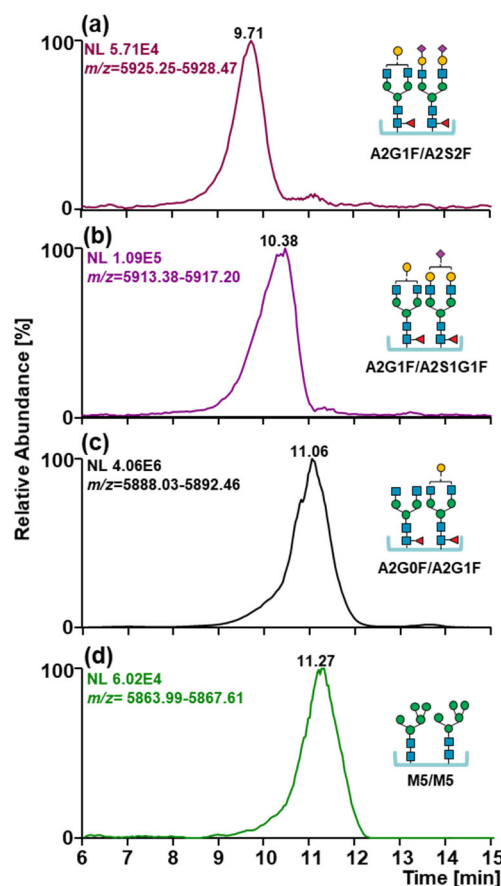 (a)
9.71
100
NL 5.71E4
m/z=5925.25-5928.47
A2G1F/A2S2F
0
(b)
10.38
100
NL 1.09E5
m/z=5913.38-5917.20
A2G1F/A2S1G1F
0
(c)
11.06
100
NL 4.06E6
m/z=5888.03-5892.46
A2G0F/A2G1F
0
(d)
11.27
NL 6.02E4
100
m/z= 5863.99-5867.61
M5/M5
0
6 7 8 9 10 11 12 13 14 15
Time [min]
Relative Abundance [%]